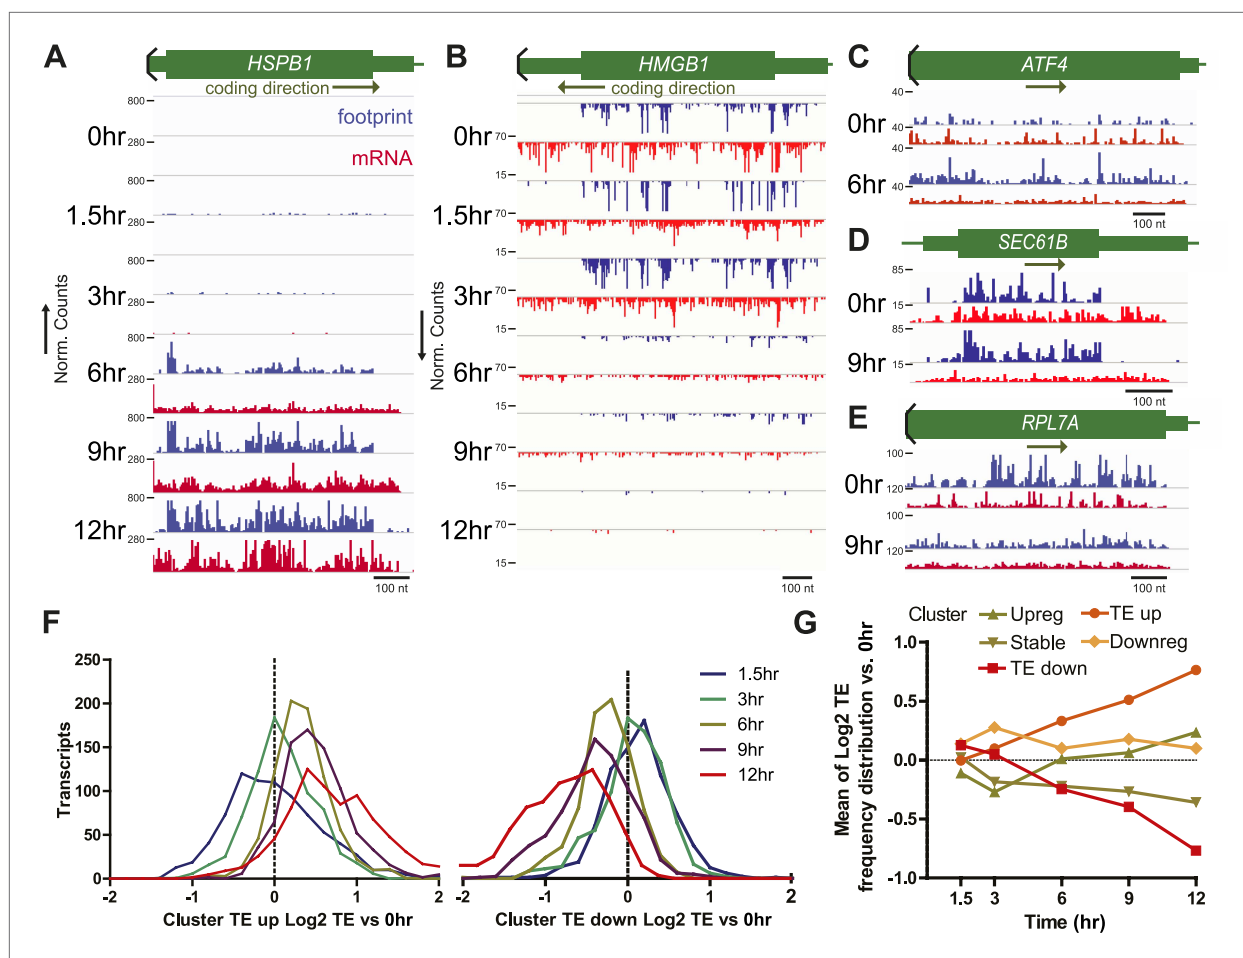 A
HSPB1
coding direction
800
footprint
0hr
280
mRNA
800
1.5hr
280
800
3hr
280
Norm. Counts
800
6hr
280
800
9hr
280
800
12hr
280
100 nt
B
HMGB1
coding direction
0hr
70
15
1.5hr
70
15
3hr
70
15
Norm. Counts
6hr
70
15
9hr
70
15
12hr
70
15
100 nt
C
ATF4
40
0hr
40
40
6hr
40
100 nt
D
SEC61B
85
0hr
15
85
9hr
15
100 nt
E
RPL7A
100
0hr
120
100
9hr
120
100 nt
F
Transcripts
250
200
150
100
50
0
-2 -1 0 1 2
Cluster TE up Log2 TE vs 0hr
-1 0 1 2
Cluster TE down Log2 TE vs 0hr
1.5hr
3hr
6hr
9hr
12hr
G
Cluster Upreg TE up
Stable Downreg
TE down
Mean of Log2 TE
frequency distribution vs. 0hr
1.0
0.5
0.0
-0.5
-1.0
1.5 3 6 9 12
Time (hr)